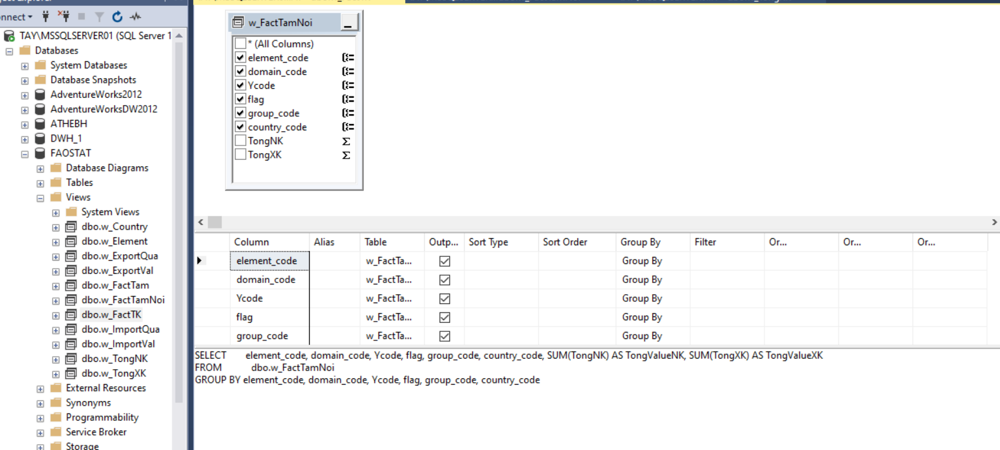 onnect
TAY\MSSQLSERVER01 (SQL Server 1
Databases
System Databases
Database Snapshots
AdventureWorks2012
AdventureWorksDW2012
ATHEBH
DWH_1
FAOSTAT
Database Diagrams
Tables
Views
System Views
dbo.w_Country
dbo.w_Element
dbo.w_ExportQua
dbo.w_ExportVal
dbo.w_FactTam
dbo.w_FactTamNoi
dbo.w_FactTK
dbo.w_ImportQua
dbo.w_ImportVal
dbo.w_TongNK
dbo.w_TongXK
External Resources
Synonyms
Programmability
Service Broker
Storage
w_FactTamNoi
* (All Columns)
element_code
domain_code
Ycode
flag
group_code
country_code
TongNK Σ
TongXK Σ
Column Alias Table Outp... Sort Type Sort Order Group By Filter Or... Or... Or...
element_code w_FactTa... Group By
domain_code w_FactTa... Group By
Ycode w_FactTa... Group By
flag w_FactTa... Group By
group_code w_FactTa... Group By
SELECT element_code, domain_code, Ycode, flag, group_code, country_code, SUM(TongNK) AS TongValueNK, SUM(TongXK) AS TongValueXK
FROM dbo.w_FactTamNoi
GROUP BY element_code, domain_code, Ycode, flag, group_code, country_code